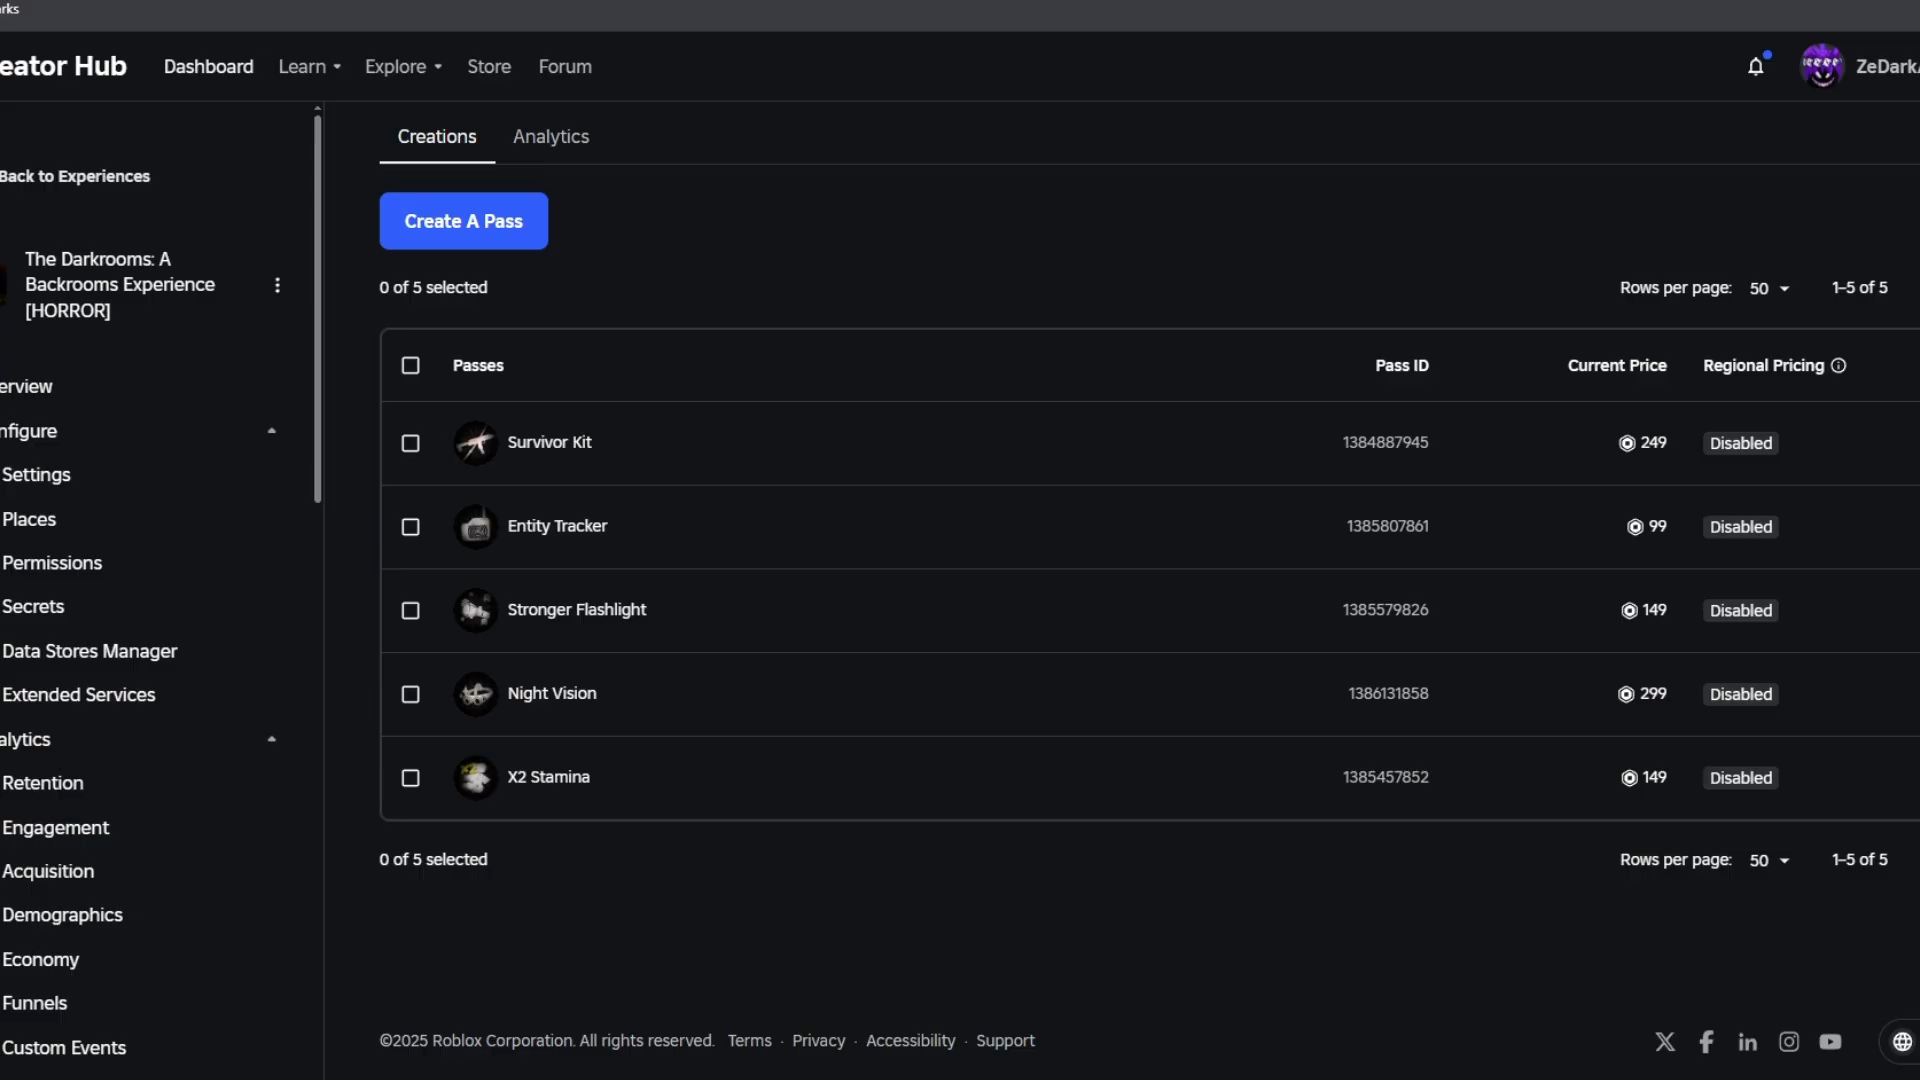 arks
eator Hub Dashboard Learn Explore Store Forum ZeDark
Creations Analytics
Back to Experiences
Create A Pass
The Darkrooms: A
Backrooms Experience
[HORROR]
0 of 5 selected Rows per page: 50 1–5 of 5
Passes Pass ID Current Price Regional Pricing
erview
nfigure
Survivor Kit 1384887945 249 Disabled
Settings
Places
Entity Tracker 1385807861 99 Disabled
Permissions
Secrets
Stronger Flashlight 1385579826 149 Disabled
Data Stores Manager
Extended Services
Night Vision 1386131858 299 Disabled
alytics
Retention
X2 Stamina 1385457852 149 Disabled
Engagement
0 of 5 selected Rows per page: 50 1–5 of 5
Acquisition
Demographics
Economy
Funnels
Custom Events
©2025 Roblox Corporation. All rights reserved. Terms · Privacy · Accessibility · Support